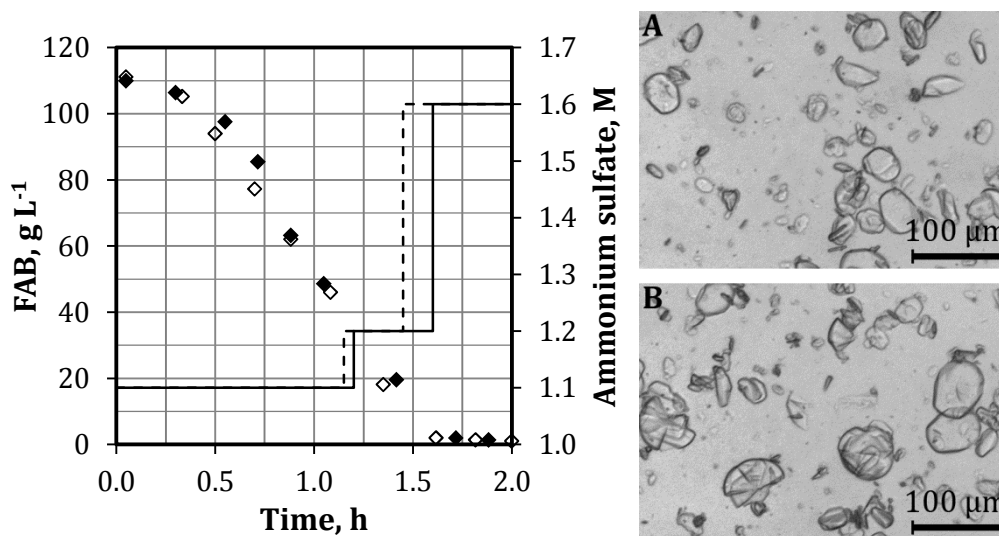 FAB, g L-1
120
100
80
60
40
20
0
0.0 0.5 1.0 1.5 2.0
Time, h
1.7
1.6
1.5
1.4
1.3
1.2
1.1
1.0
Ammonium sulfate, M
A
100 μm
B
100 μm